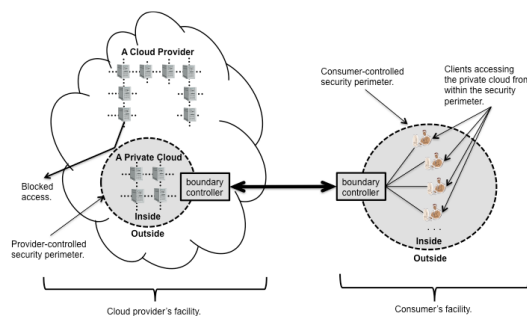 A Cloud Provider
Consumer-controlled
security perimeter.
Clients accessing
the private cloud from
within the security
perimeter.
A Private Cloud
boundary
controller
boundary
controller
Blocked
access.
Inside
Outside
Inside
Outside
. . .
Provider-controlled
security perimeter.
Cloud provider's facility.
Consumer's facility.